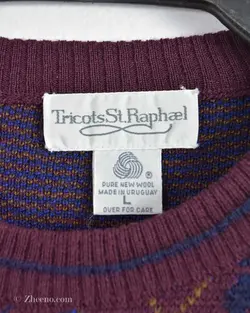 Tricots St. Raphael
®
PURE NEW WOOL
MADE IN URUGUAY
L
OVER FOR CARE
© Zheeno.com